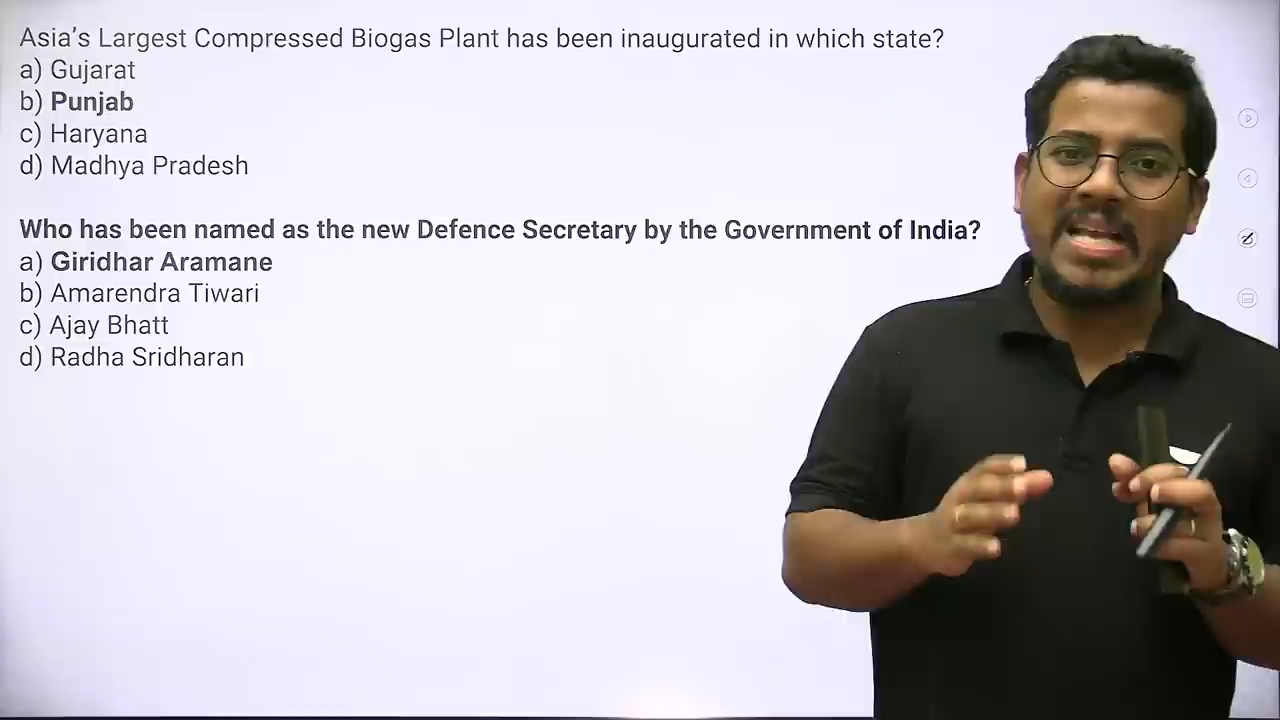 Asia’s Largest Compressed Biogas Plant has been inaugurated in which state?
a) Gujarat
b) Punjab
c) Haryana
d) Madhya Pradesh
Who has been named as the new Defence Secretary by the Government of India?
a) Giridhar Aramane
b) Amarendra Tiwari
c) Ajay Bhatt
d) Radha Sridharan